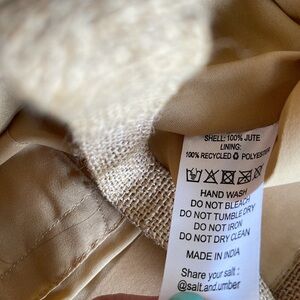 SHELL: 100% JUTE
LINING:
100% RECYCLED ♻ POLYESTER
HAND WASH
DO NOT BLEACH
DO NOT TUMBLE DRY
DO NOT IRON
DO NOT DRY CLEAN
MADE IN INDIA
Share your salt :
@salt.and.umber